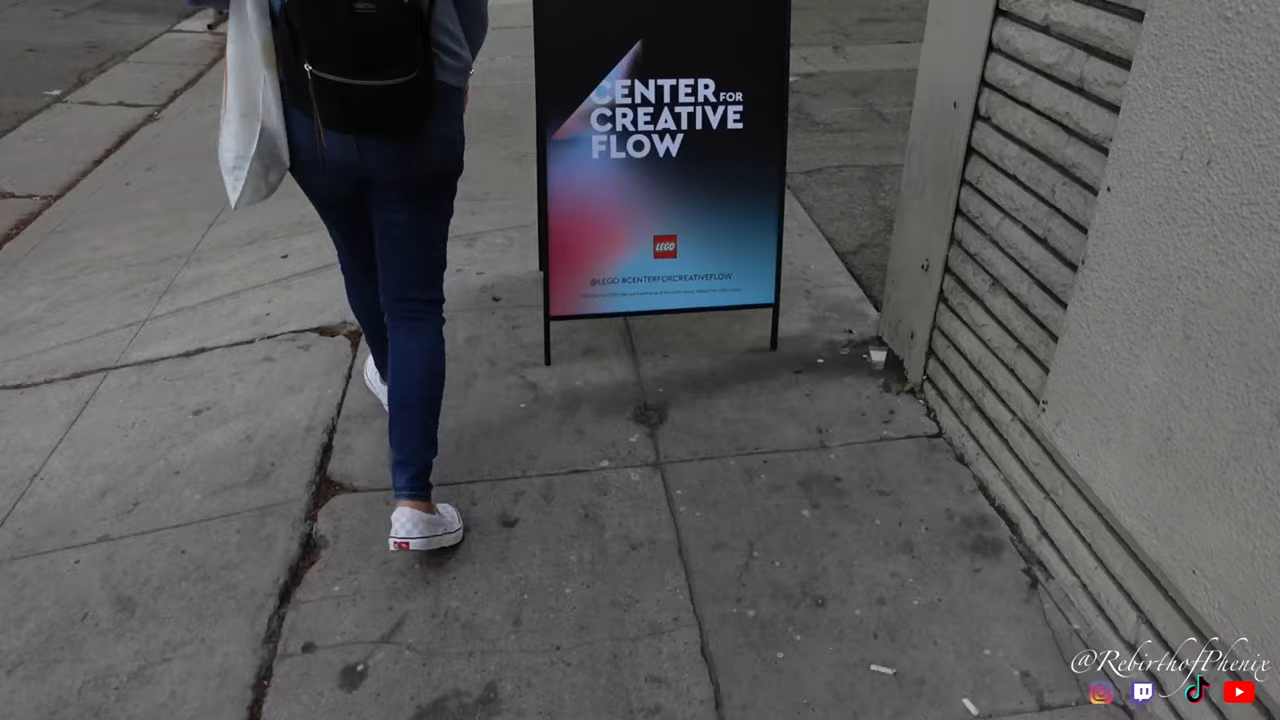 CENTER FOR
CREATIVE
FLOW
LEGO
@LEGO #CENTERFORCREATIVEFLOW
@RebirthofPhenix